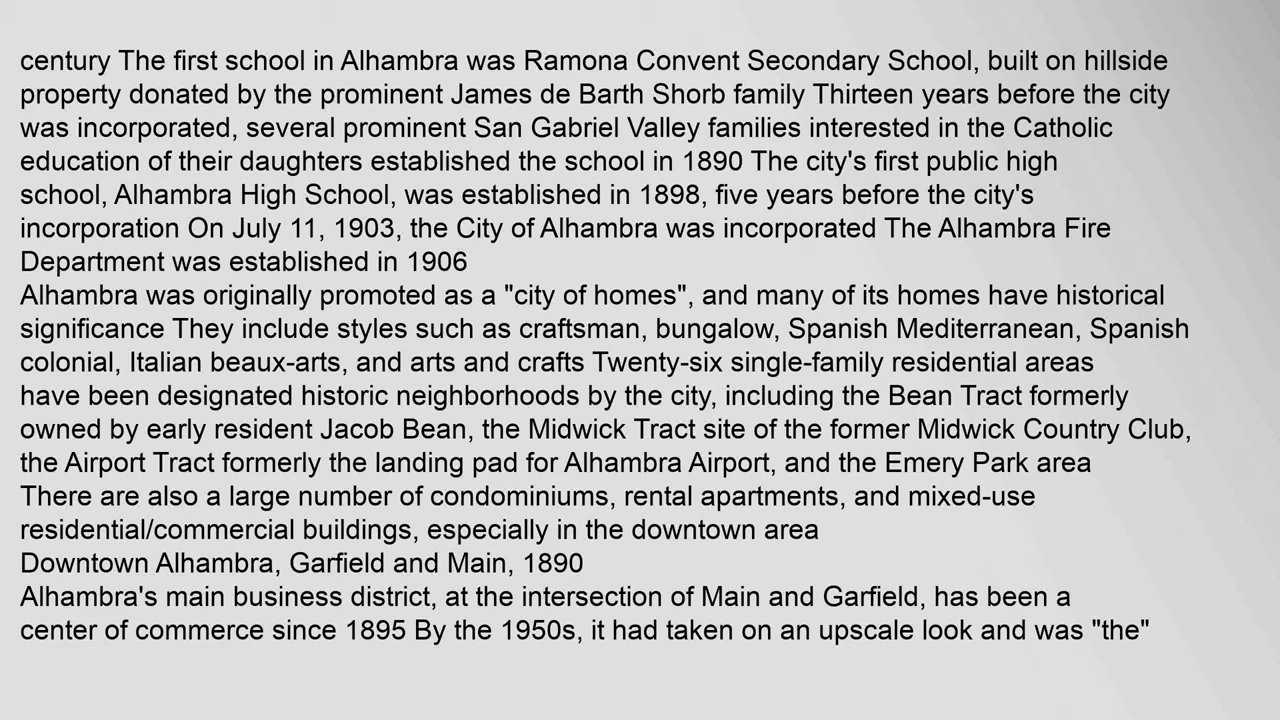 century The first school in Alhambra was Ramona Convent Secondary School, built on hillside
property donated by the prominent James de Barth Shorb family Thirteen years before the city
was incorporated, several prominent San Gabriel Valley families interested in the Catholic
education of their daughters established the school in 1890 The city's first public high
school, Alhambra High School, was established in 1898, five years before the city's
incorporation On July 11, 1903, the City of Alhambra was incorporated The Alhambra Fire
Department was established in 1906
Alhambra was originally promoted as a "city of homes", and many of its homes have historical
significance They include styles such as craftsman, bungalow, Spanish Mediterranean, Spanish
colonial, Italian beaux-arts, and arts and crafts Twenty-six single-family residential areas
have been designated historic neighborhoods by the city, including the Bean Tract formerly
owned by early resident Jacob Bean, the Midwick Tract site of the former Midwick Country Club,
the Airport Tract formerly the landing pad for Alhambra Airport, and the Emery Park area
There are also a large number of condominiums, rental apartments, and mixed-use
residential/commercial buildings, especially in the downtown area
Downtown Alhambra, Garfield and Main, 1890
Alhambra's main business district, at the intersection of Main and Garfield, has been a
center of commerce since 1895 By the 1950s, it had taken on an upscale look and was "the"